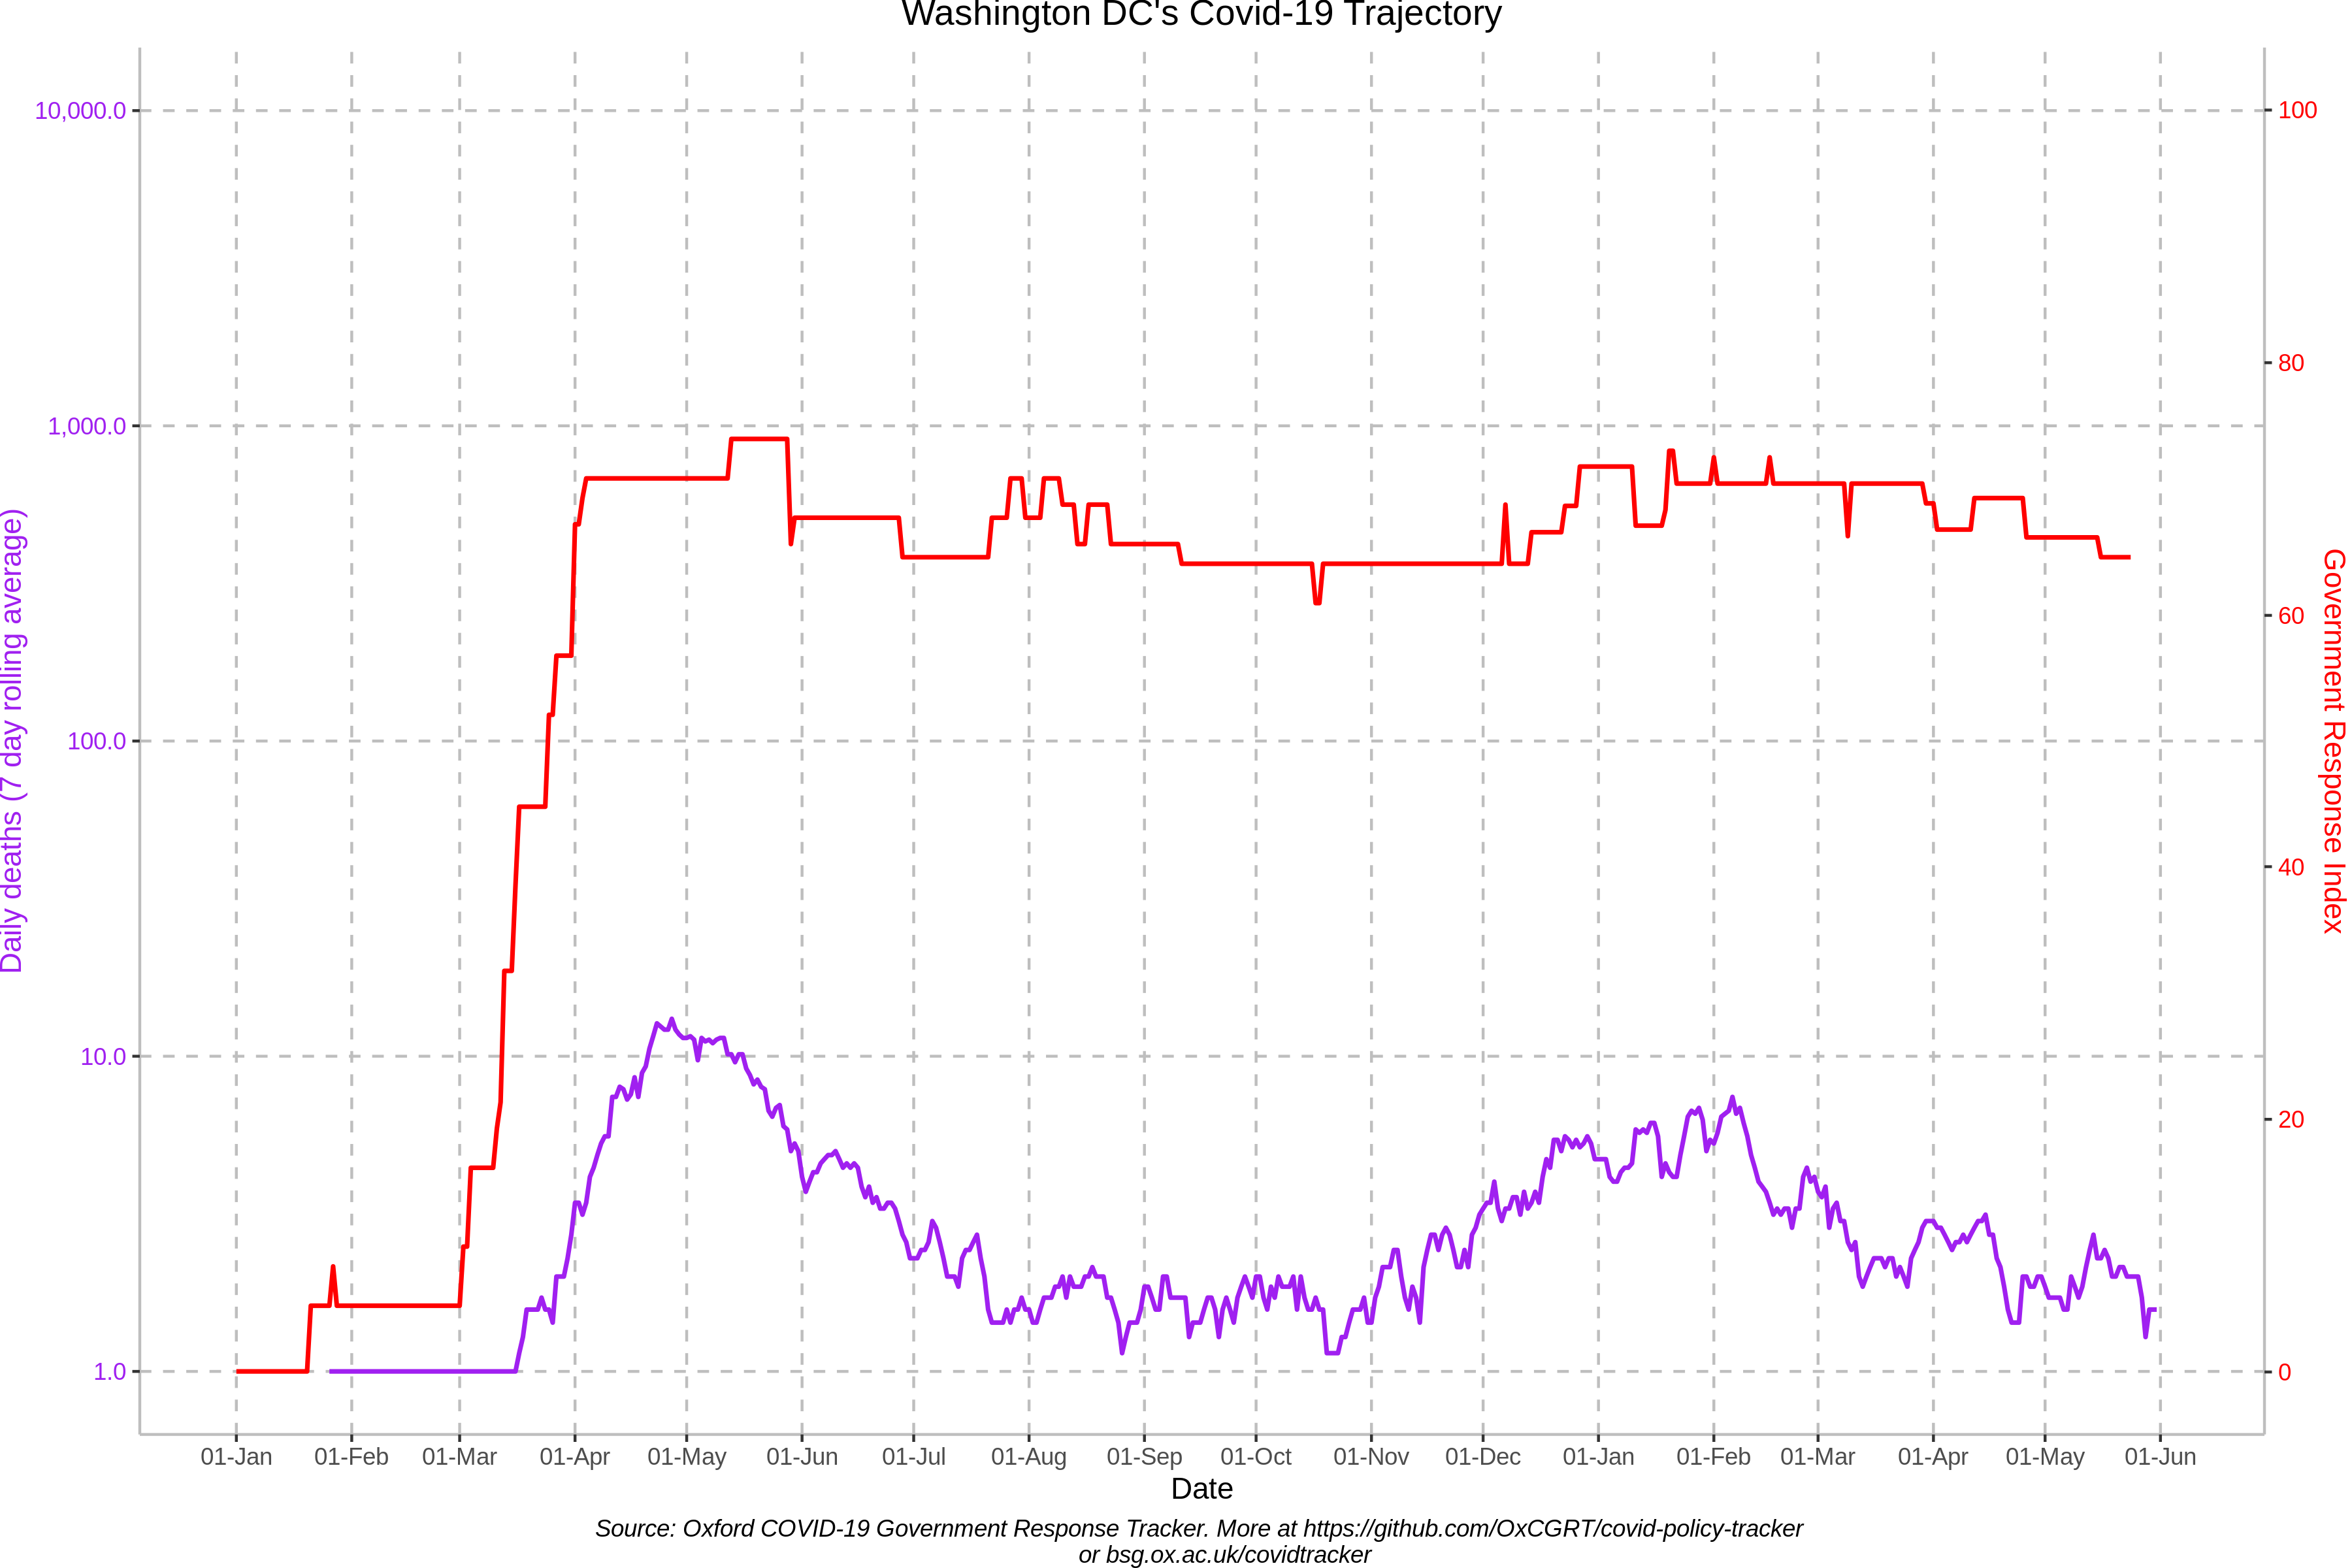 Washington DC's Covid-19 Trajectory
10,000.0
1,000.0
100.0
10.0
1.0
Daily deaths (7 day rolling average)
100
80
60
40
20
0
Government Response Index
01-Jan 01-Feb 01-Mar 01-Apr 01-May 01-Jun 01-Jul 01-Aug 01-Sep 01-Oct 01-Nov 01-Dec 01-Jan 01-Feb 01-Mar 01-Apr 01-May 01-Jun
Date
Source: Oxford COVID-19 Government Response Tracker. More at https://github.com/OxCGRT/covid-policy-tracker
or bsg.ox.ac.uk/covidtracker